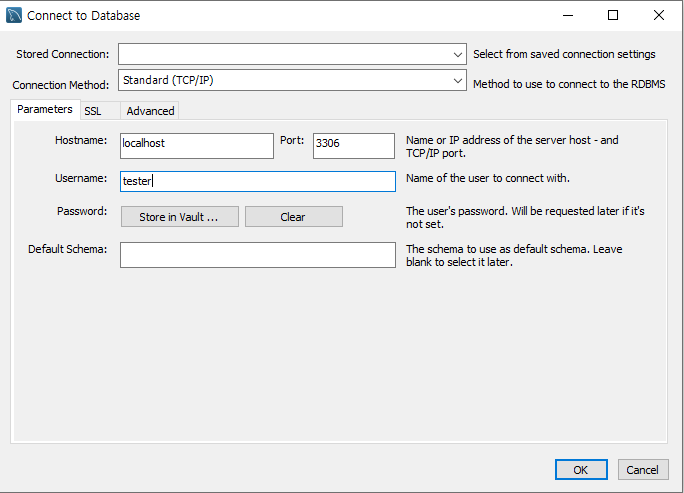 Connect to Database
Stored Connection: Select from saved connection settings
Connection Method: Standard (TCP/IP) Method to use to connect to the RDBMS
Parameters SSL Advanced
Hostname: localhost Port: 3306 Name or IP address of the server host - and
TCP/IP port.
Username: tester Name of the user to connect with.
Password: Store in Vault ... Clear The user's password. Will be requested later if it's
not set.
Default Schema: The schema to use as default schema. Leave
blank to select it later.
OK Cancel